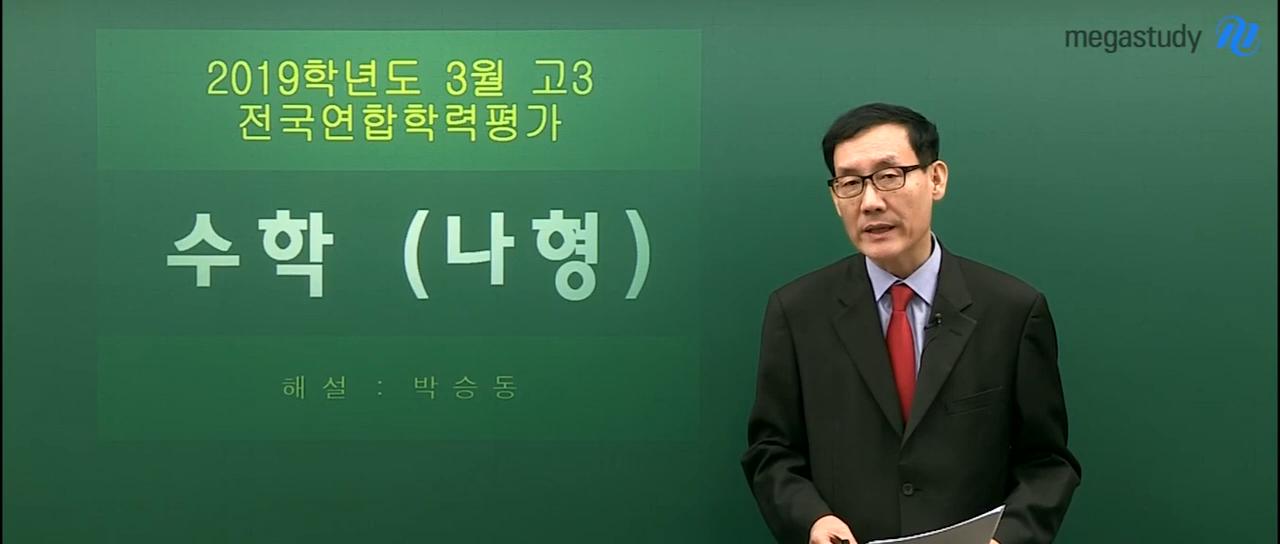 megastudy
2019학년도 3월 고3
전국연합학력평가
수학 (나형)
해설 : 박승동